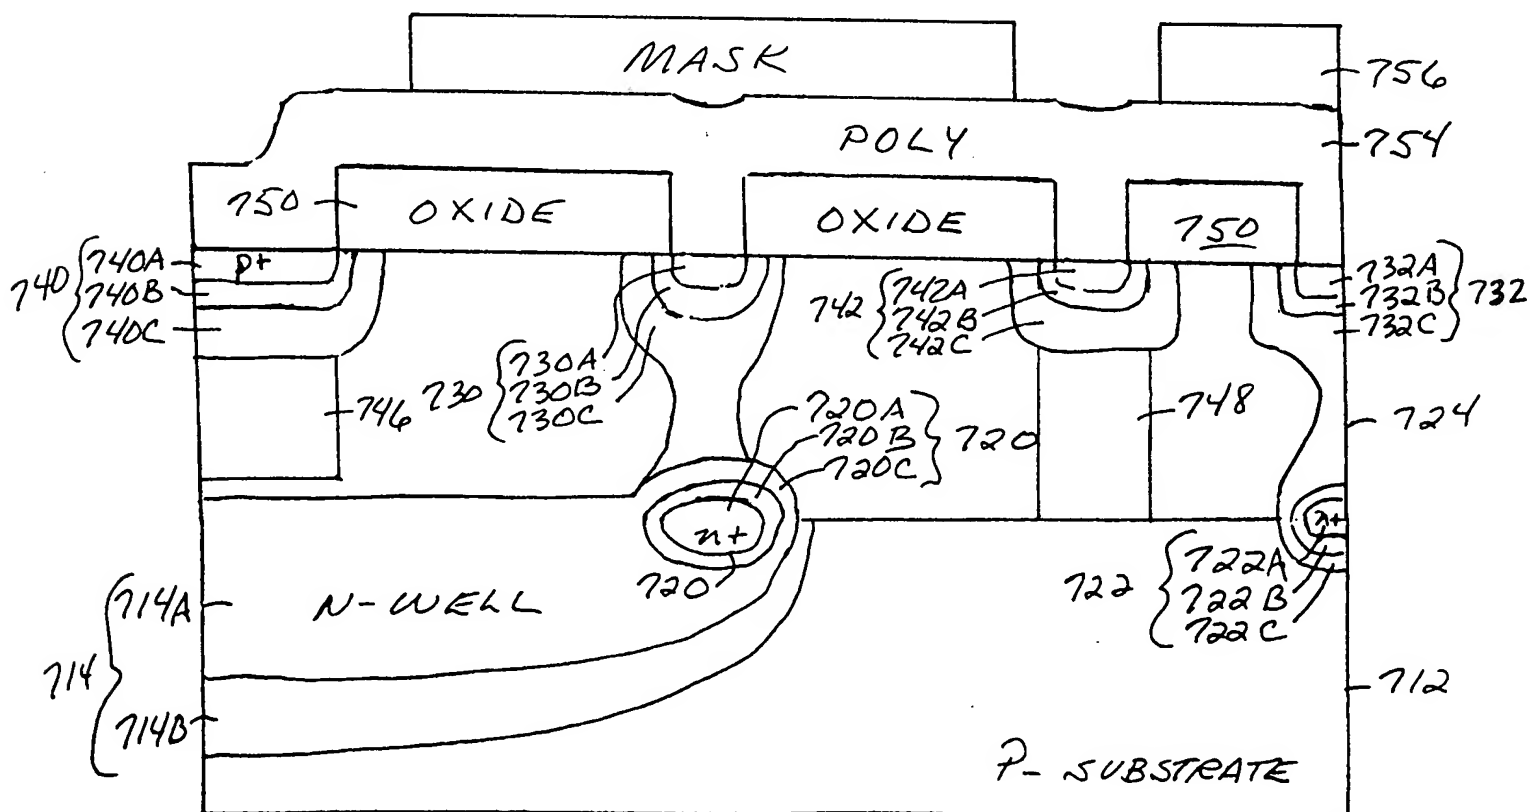 MASK
756
POLY
754
750
OXIDE
OXIDE
750
740
740A
p+
740B
740C
742
742A
742B
742C
732A
732B
732C
732
730
730A
730B
730C
746
720A
720B
720C
720
748
724
n+
n+
720
722
722A
722B
722C
714
714A
N-WELL
714B
712
P- SUBSTRATE